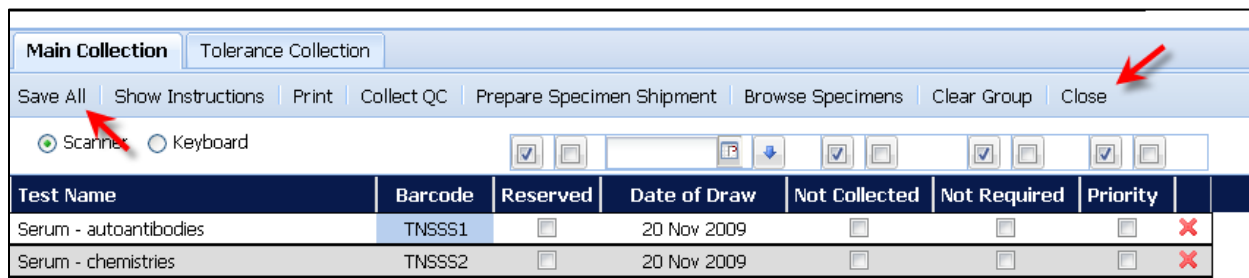 Main Collection Tolerance Collection
Save All Show Instructions Print Collect QC Prepare Specimen Shipment Browse Specimens Clear Group Close
Scanner Keyboard
Test Name Barcode Reserved Date of Draw Not Collected Not Required Priority
Serum - autoantibodies TNSSS1 20 Nov 2009
Serum - chemistries TNSSS2 20 Nov 2009